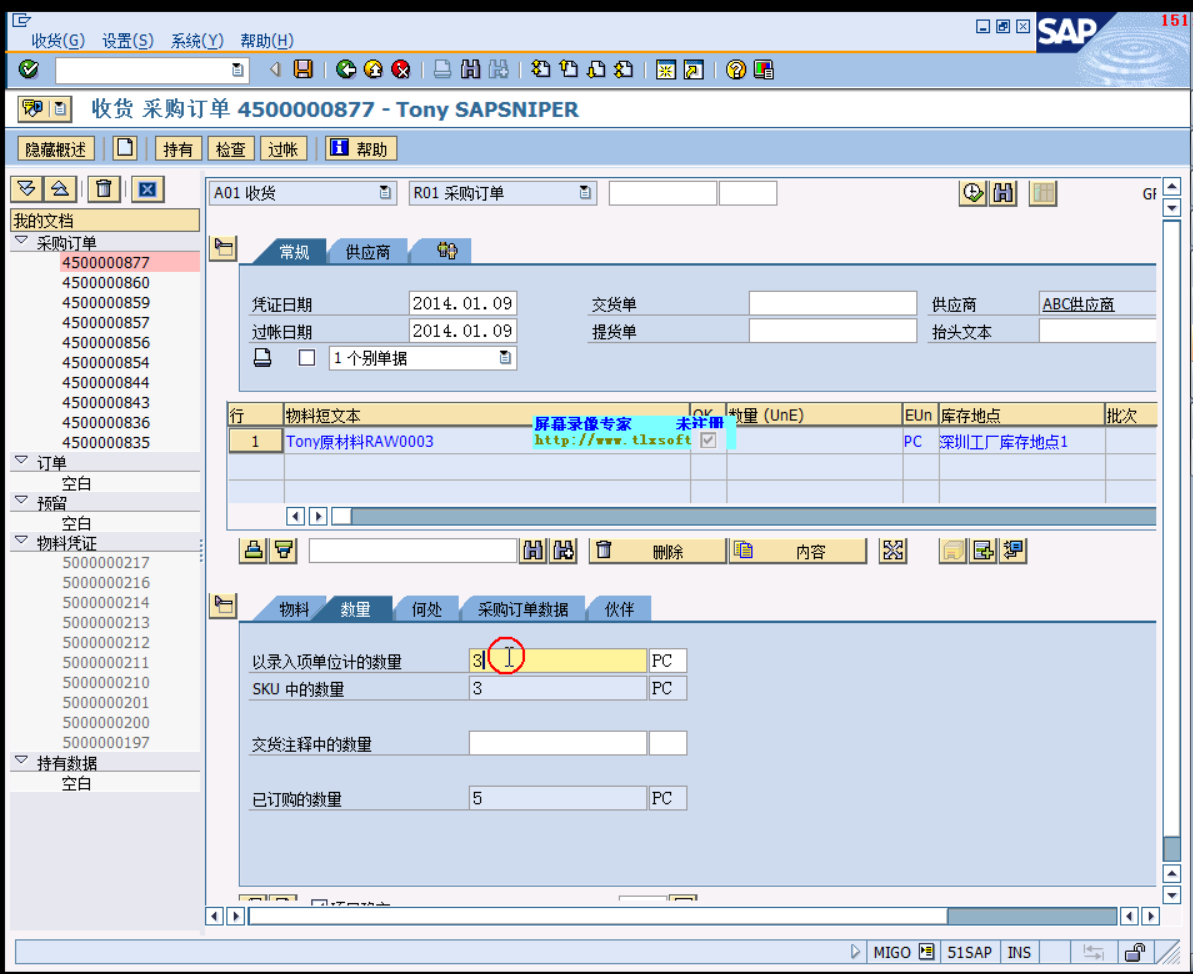 151
收货(G) 设置(S) 系统(Y) 帮助(H)
SAP
收货 采购订单 4500000877 - Tony SAPSNIPER
隐藏概述 持有 检查 过帐 帮助
A01 收货 R01 采购订单 GR
我的文档
采购订单
4500000877
4500000860
4500000859
4500000857
4500000856
4500000854
4500000844
4500000843
4500000836
4500000835
订单
空白
预留
空白
物料凭证
5000000217
5000000216
5000000214
5000000213
5000000212
5000000211
5000000210
5000000201
5000000200
5000000197
持有数据
空白
常规 供应商
凭证日期 2014.01.09 交货单 供应商 ABC供应商
过帐日期 2014.01.09 提货单 抬头文本
1 个别单据
行 物料短文本 OK 数量 (UnE) EUn 库存地点 批次
屏幕录像专家 未注册
1 Tony原材料RAW0003 PC 深圳工厂库存地点1
http://www.tlxsoft
删除 内容
物料 数量 何处 采购订单数据 伙伴
以录入项单位计的数量 3 PC
SKU 中的数量 3 PC
交货注释中的数量
已订购的数量 5 PC
MIGO 51SAP INS